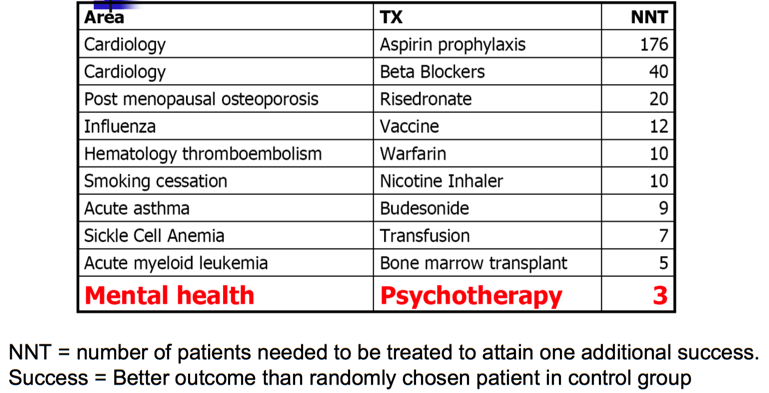 Area TX NNT
Cardiology Aspirin prophylaxis 176
Cardiology Beta Blockers 40
Post menopausal osteoporosis Risedronate 20
Influenza Vaccine 12
Hematology thromboembolism Warfarin 10
Smoking cessation Nicotine Inhaler 10
Acute asthma Budesonide 9
Sickle Cell Anemia Transfusion 7
Acute myeloid leukemia Bone marrow transplant 5
Mental health Psychotherapy 3
NNT = number of patients needed to be treated to attain one additional success.
Success = Better outcome than randomly chosen patient in control group